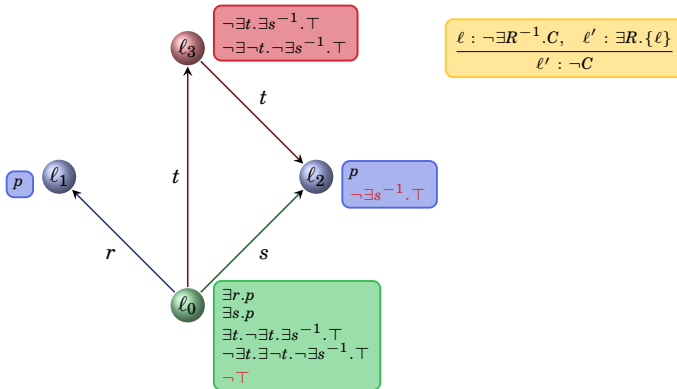 ¬∃t.∃s⁻¹.⊤
¬∃¬t.¬∃s⁻¹.⊤
ℓ : ¬∃R⁻¹.C, ℓ′ : ∃R.{ℓ}
ℓ′ : ¬C
ℓ₃
t
p
ℓ₁
t
ℓ₂
p
¬∃s⁻¹.⊤
r
s
ℓ₀
∃r.p
∃s.p
∃t.¬∃t.∃s⁻¹.⊤
¬∃t.∃¬t.¬∃s⁻¹.⊤
¬⊤